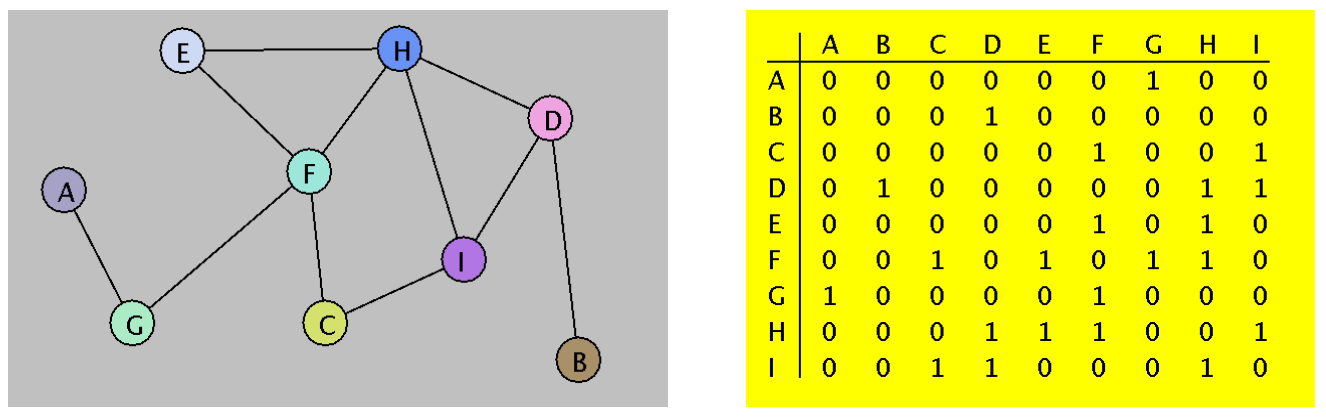 E
H
D
F
A
I
G
C
B
A B C D E F G H I
A 0 0 0 0 0 0 1 0 0
B 0 0 0 1 0 0 0 0 0
C 0 0 0 0 0 1 0 0 1
D 0 1 0 0 0 0 0 1 1
E 0 0 0 0 0 1 0 1 0
F 0 0 1 0 1 0 1 1 0
G 1 0 0 0 0 1 0 0 0
H 0 0 0 1 1 1 0 0 1
I 0 0 1 1 0 0 0 1 0